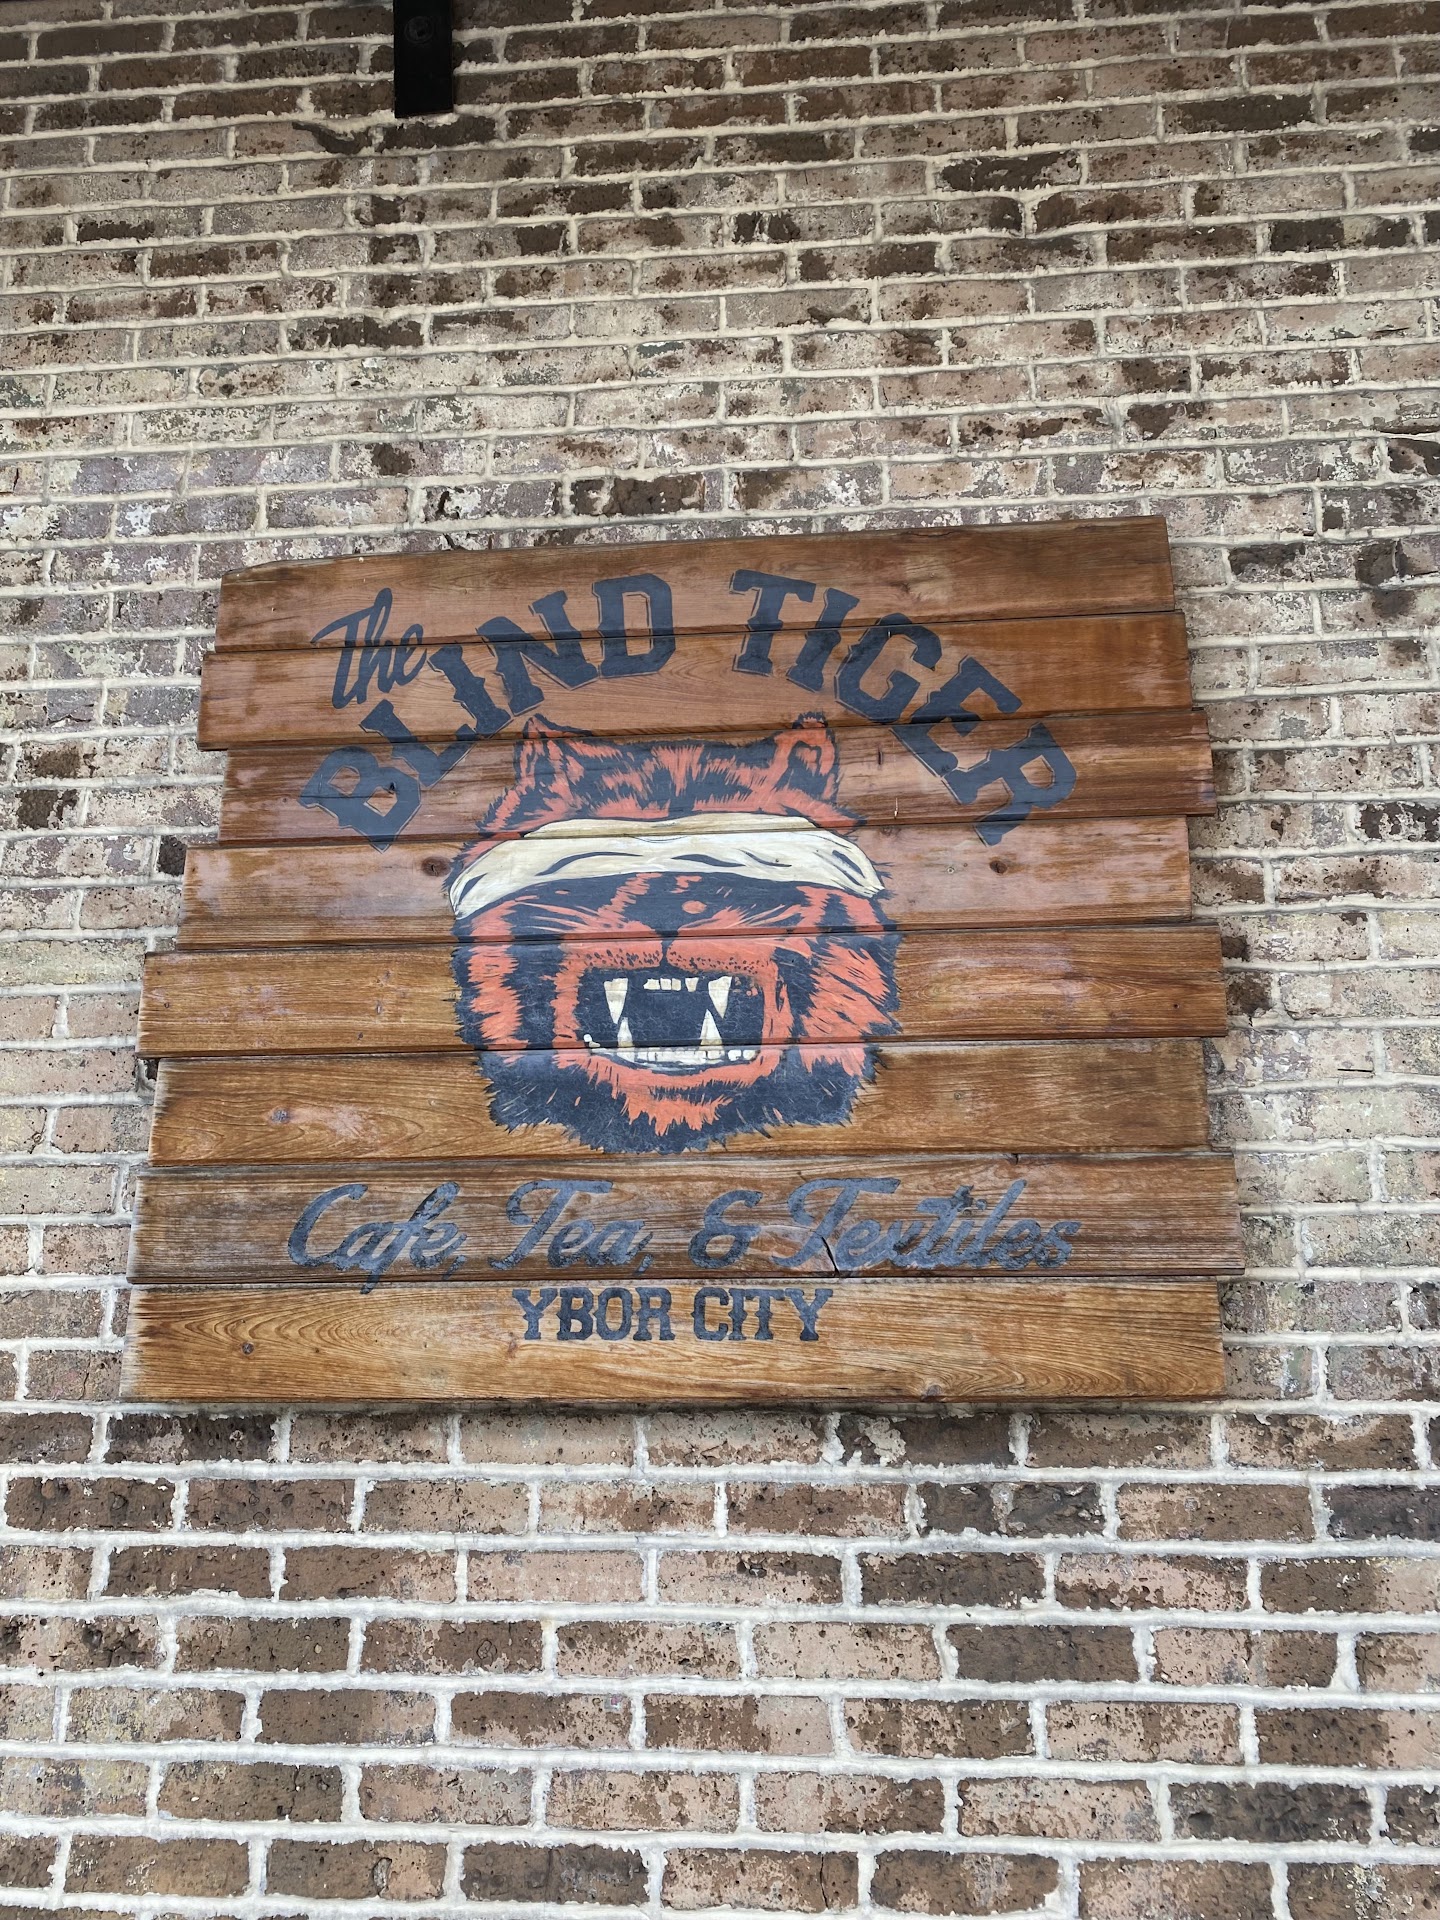 The
BLIND TIGER
Cafe, Tea, & Textiles
YBOR CITY